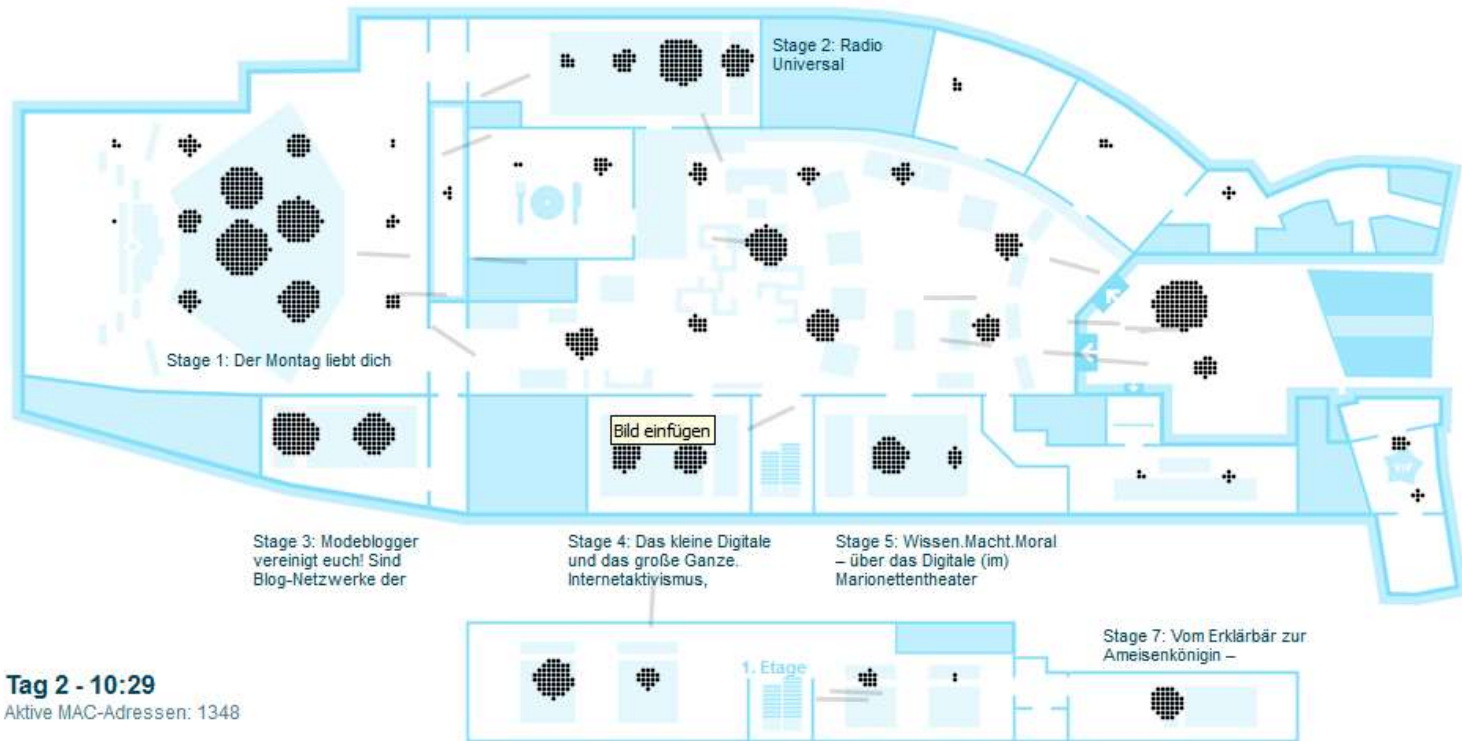 Stage 2: Radio
Universal
Stage 1: Der Montag liebt dich
Bild einfügen
VIP
Stage 3: Modeblogger
vereinigt euch! Sind
Blog-Netzwerke der
Stage 4: Das kleine Digitale
und das große Ganze.
Internetaktivismus,
Stage 5: Wissen.Macht.Moral
– über das Digitale (im)
Marionettentheater
Stage 7: Vom Erklärbär zur
Ameisenkönigin –
1. Etage
Tag 2 - 10:29
Aktive MAC-Adressen: 1348